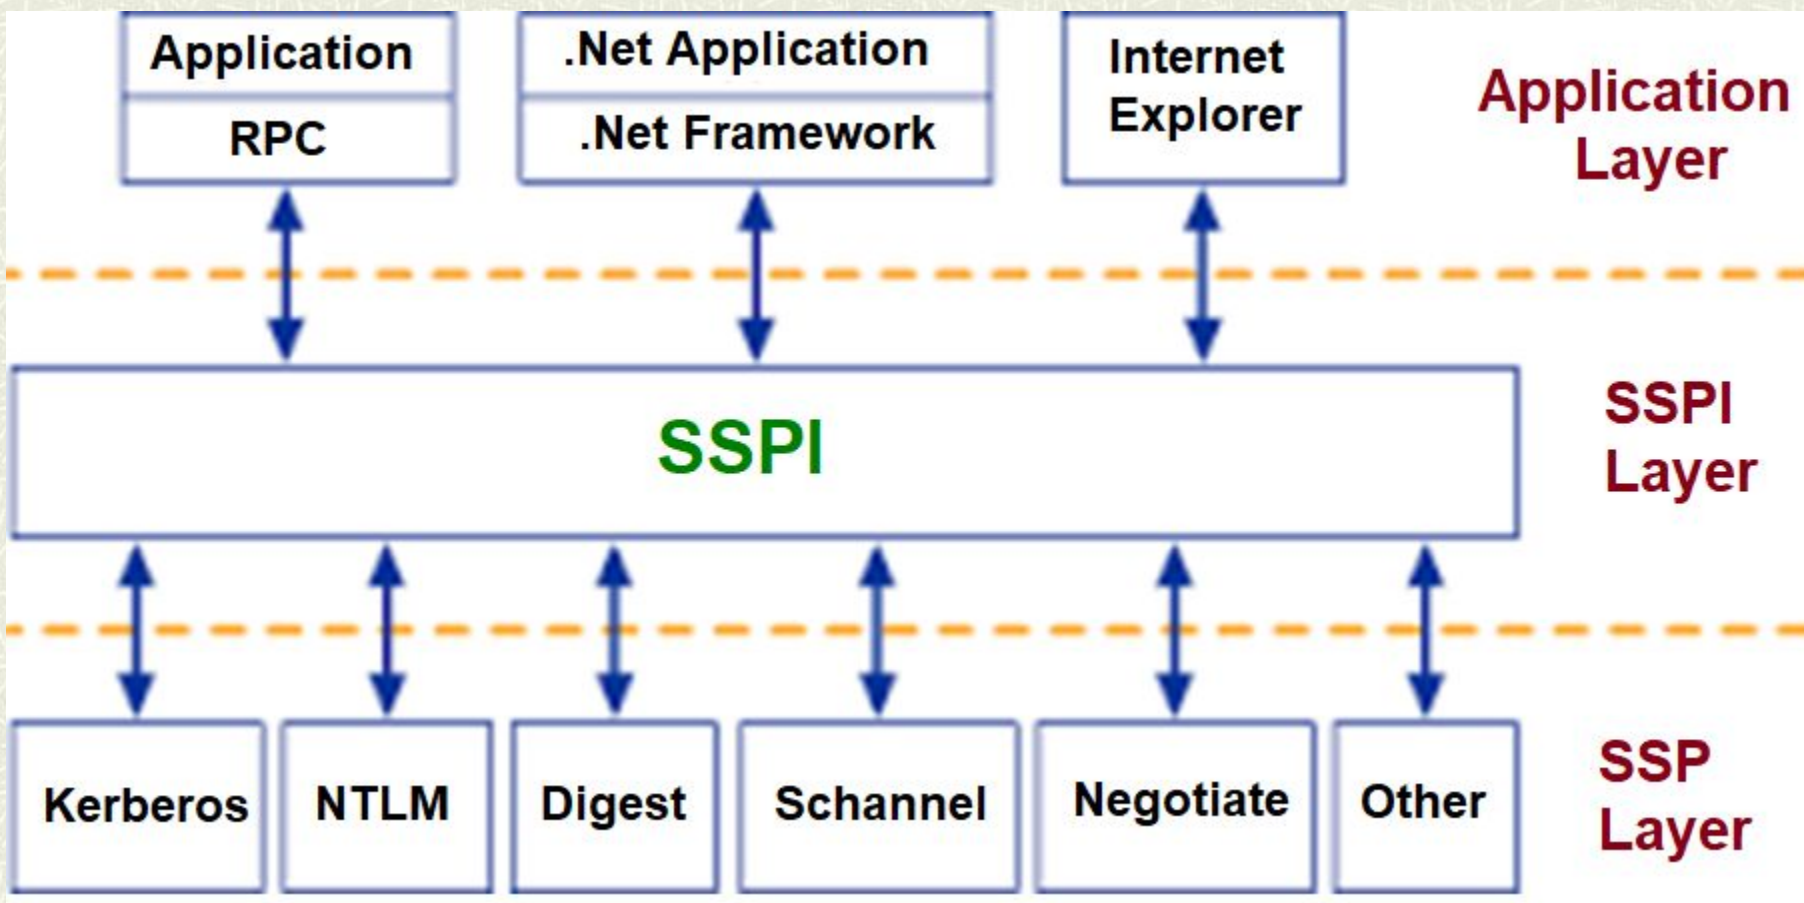 Application
RPC
.Net Application
.Net Framework
Internet
Explorer
Application
Layer
SSPI
SSPI
Layer
Kerberos
NTLM
Digest
Schannel
Negotiate
Other
SSP
Layer